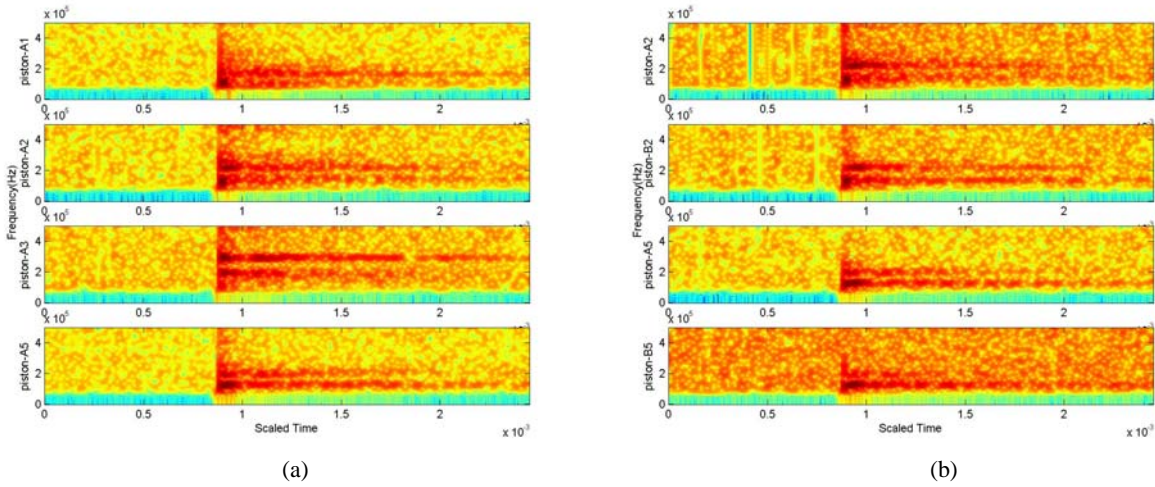 x 10^5
4
2
0
piston-A1
0 0.5 1 1.5 2
x 10^5
4
2
0
piston-A2
0 0.5 1 1.5 2
x 10^5
4
2
0
piston-A3
0 0.5 1 1.5 2
x 10^5
4
2
0
piston-A5
0 0.5 1 1.5 2
Frequency(Hz)
Scaled Time
x 10^-3
(a)
x 10^5
4
2
0
piston-A2
0 0.5 1 1.5 2
x 10^5
4
2
0
piston-B2
0 0.5 1 1.5 2
x 10^5
4
2
0
piston-A5
0 0.5 1 1.5 2
x 10^5
4
2
0
piston-B5
0 0.5 1 1.5 2
Frequency(Hz)
Scaled Time
x 10^-3
(b)